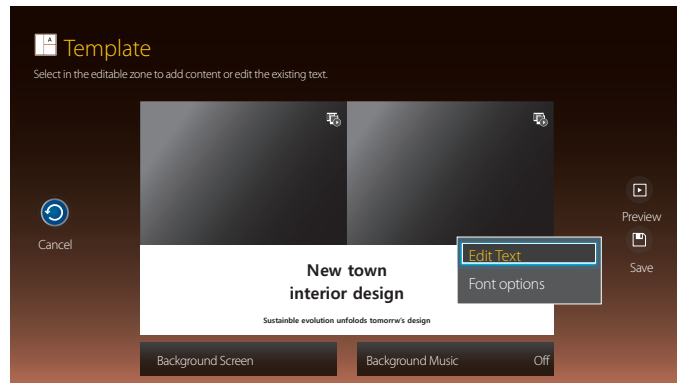 A
Template
Select in the editable zone to add content or edit the existing text.
Cancel
Preview
Save
Edit Text
Font options
New town
interior design
Sustainble evolution unfolods tomorrw's design
Background Screen
Background Music Off